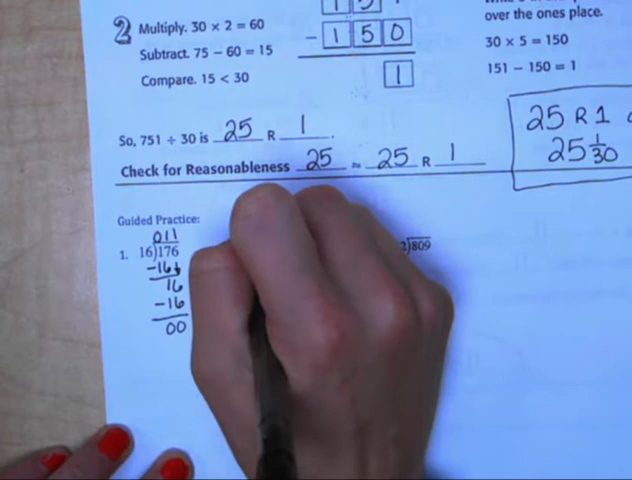 2 Multiply. 30 × 2 = 60
Subtract. 75 − 60 = 15
Compare. 15 < 30
− 1 5 0
1
over the ones place.
30 × 5 = 150
151 − 150 = 1
So, 751 ÷ 30 is 25 R 1.
Check for Reasonableness 25 ≈ 25 R 1
25 R 1
25 1/30
Guided Practice:
011
1. 16)176
−16↓
16
−16
00
2)809